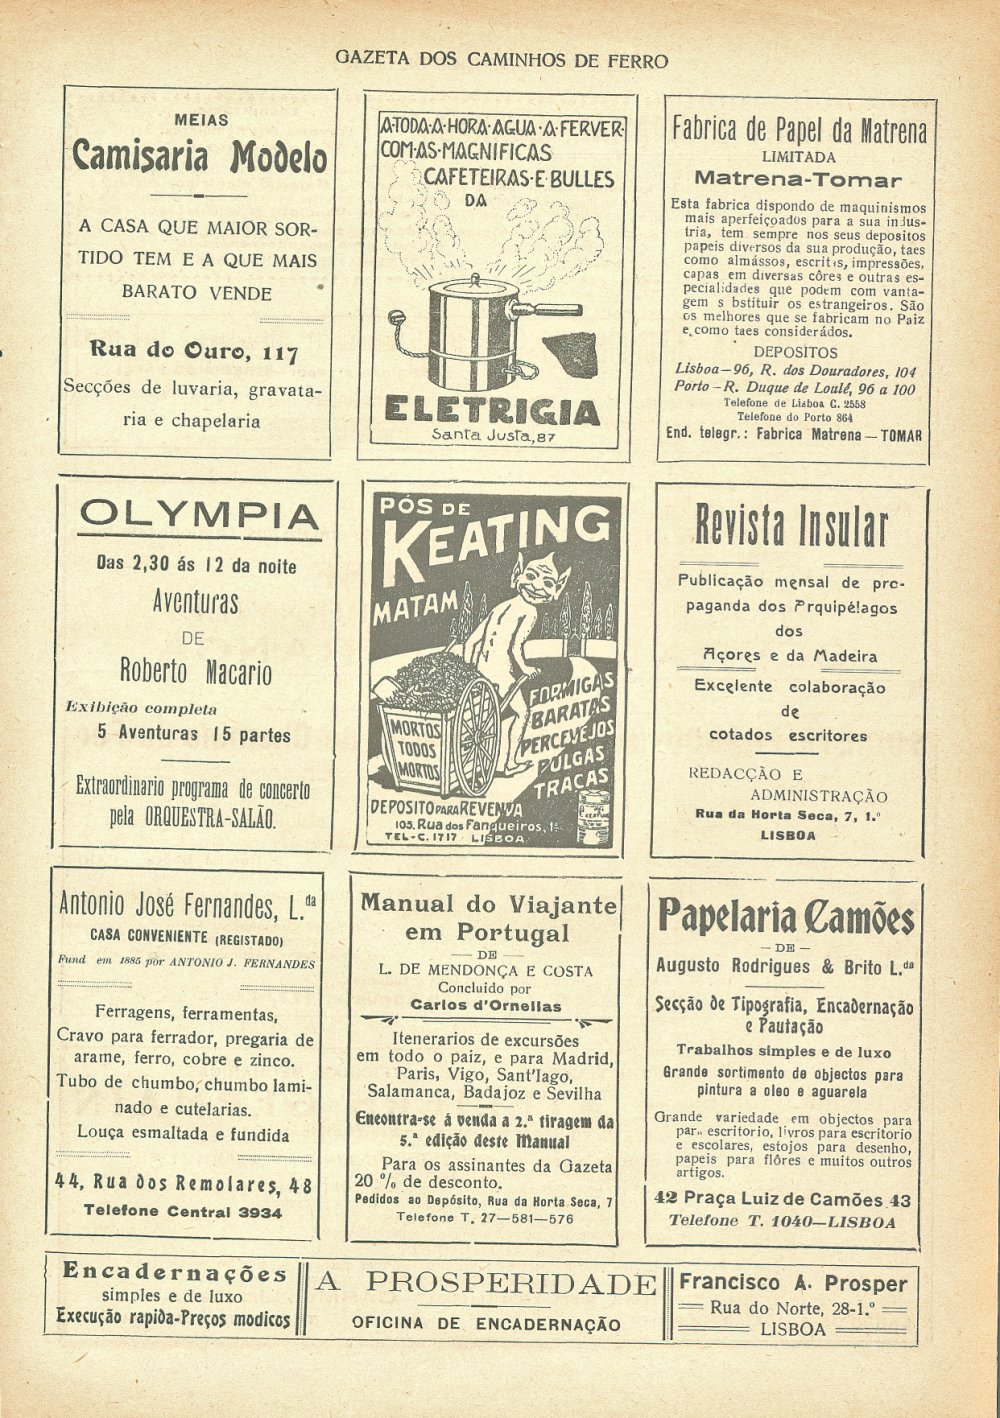 GAZETA DOS CAMINHOS DE FERRO
MEIAS
Camisaria Modelo
A CASA QUE MAIOR SOR-
TIDO TEM E A QUE MAIS
BARATO VENDE
Rua do Ouro, 117
Secções de luvaria, gravata-
ria e chapelaria
A·TODA·A·HORA·AGUA·A·FERVER·
COM·AS·MAGNIFICAS
CAFETEIRAS·E·BULLES
DA
ELETRIGIA
Santa Justa, 87
Fabrica de Papel da Matrena
LIMITADA
Matrena-Tomar
Esta fabrica dispondo de maquinismos
mais aperfeiçoados para a sua indus-
tria, tem sempre nos seus depositos
papeis diversos da sua produção, taes
como almássos, escritis, impressões,
capas em diversas côres e outras es-
pecialidades que podem com vanta-
gem s bstituir os estrangeiros. São
os melhores que se fabricam no Paiz
e como taes considerádos.
DEPOSITOS
Lisboa—96, R. dos Douradores, 104
Porto—R. Duque de Loulé, 96 a 100
Telefone de Lisboa C. 2558
Telefone do Porto 864
End. telegr.: Fabrica Matrena—TOMAR
OLYMPIA
Das 2,30 ás 12 da noite
Aventuras
DE
Roberto Macario
Exibição completa
5 Aventuras 15 partes
Extraordinario programa de concerto
pela ORQUESTRA-SALÃO.
PÓS DE
KEATING
MATAM
MORTOS
TODOS
MORTOS
FORMIGAS
BARATAS
PERCEVEJOS
PULGAS
TRAÇAS
KEATING
DEPOSITO PARA REVENDA
103, Rua dos Fanqueiros, 1º
TEL-C. 1717 LISBOA
Revista Insular
Publicação mensal de pro-
paganda dos Arquipélagos
dos
Açores e da Madeira
Excelente colaboração
de
cotados escritores
REDACÇÃO E
ADMINISTRAÇÃO
Rua da Horta Seca, 7, 1.º
LISBOA
Antonio José Fernandes, L.da
CASA CONVENIENTE (REGISTADO)
Fund em 1885 por ANTONIO J. FERNANDES
Ferragens, ferramentas,
Cravo para ferrador, pregaria de
arame, ferro, cobre e zinco.
Tubo de chumbo, chumbo lami-
nado e cutelarias.
Louça esmaltada e fundida
44, Rua dos Remolares, 48
Telefone Central 3934
Manual do Viajante
em Portugal
— DE —
L. DE MENDONÇA E COSTA
Concluido por
Carlos d'Ornellas
Itenerarios de excursões
em todo o paiz, e para Madrid,
Paris, Vigo, Sant'Iago,
Salamanca, Badajoz e Sevilha
Encontra-se á venda a 2.ª tiragem da
5.ª edição deste Manual
Para os assinantes da Gazeta
20 % de desconto.
Pedidos ao Depósito, Rua da Horta Seca, 7
Telefone T. 27—581—576
Papelaria Camões
— DE —
Augusto Rodrigues & Brito L.da
Secção de Tipografia, Encadernação
e Pautação
Trabalhos simples e de luxo
Grande sortimento de objectos para
pintura a oleo e aguarela
Grande variedade em objectos para
para escritorio, livros para escritorio
e escolares, estojos para desenho,
papeis para flôres e muitos outros
artigos.
42 Praça Luiz de Camões 43
Telefone T. 1040—LISBOA
Encadernações
simples e de luxo
Execução rapida-Preços modicos
A PROSPERIDADE
OFICINA DE ENCADERNAÇÃO
Francisco A. Prosper
Rua do Norte, 28-1.º
LISBOA